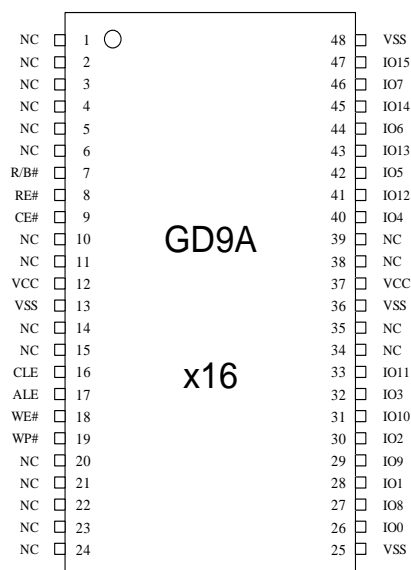 NC 1 48 VSS
NC 2 47 IO15
NC 3 46 IO7
NC 4 45 IO14
NC 5 44 IO6
NC 6 43 IO13
R/B# 7 42 IO5
RE# 8 41 IO12
CE# 9 40 IO4
NC 10 39 NC
GD9A
NC 11 38 NC
VCC 12 37 VCC
VSS 13 36 VSS
NC 14 35 NC
NC 15 34 NC
x16
CLE 16 33 IO11
ALE 17 32 IO3
WE# 18 31 IO10
WP# 19 30 IO2
NC 20 29 IO9
NC 21 28 IO1
NC 22 27 IO8
NC 23 26 IO0
NC 24 25 VSS